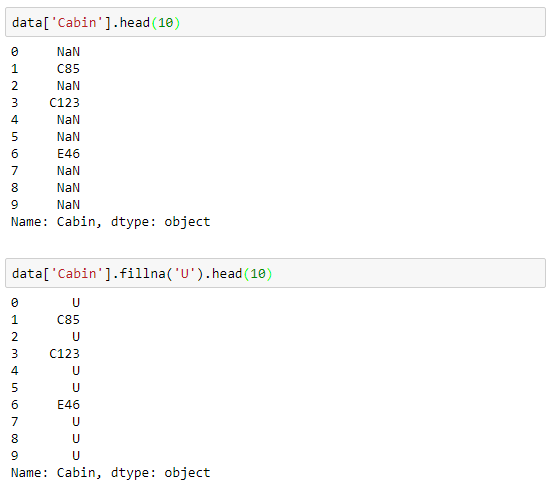 data['Cabin'].head(10)
0     NaN
1     C85
2     NaN
3    C123
4     NaN
5     NaN
6     E46
7     NaN
8     NaN
9     NaN
Name: Cabin, dtype: object
data['Cabin'].fillna('U').head(10)
0       U
1     C85
2       U
3    C123
4       U
5       U
6     E46
7       U
8       U
9       U
Name: Cabin, dtype: object